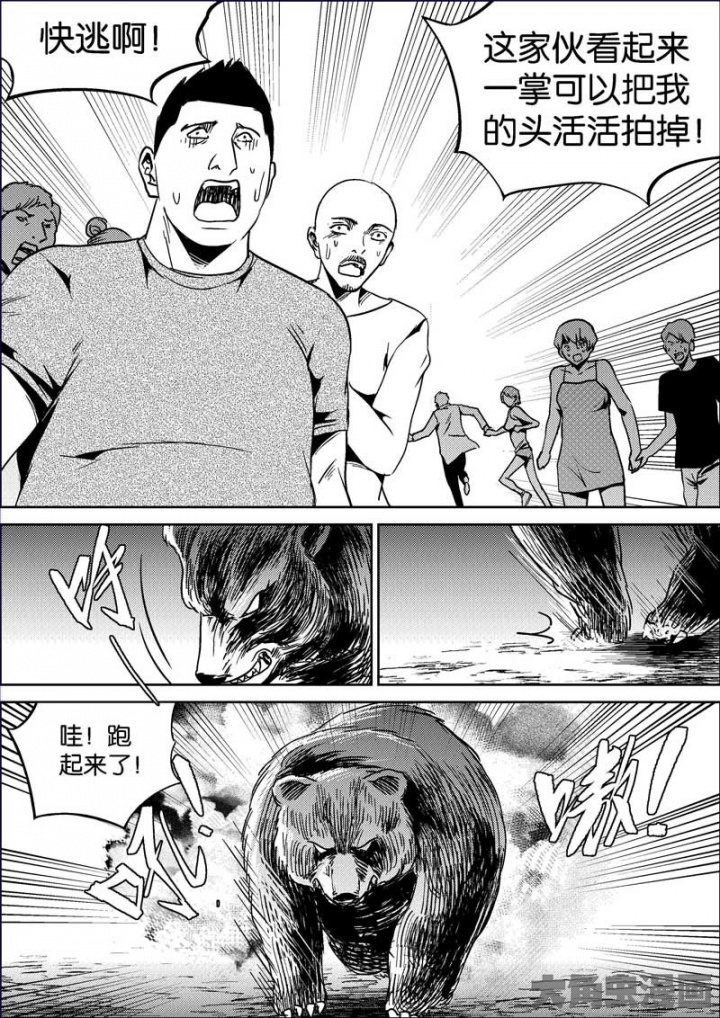 快逃啊！
这家伙看起来
一掌可以把我
的头活活拍掉！
哇！跑
起来了！
嗷！
大角虫漫画